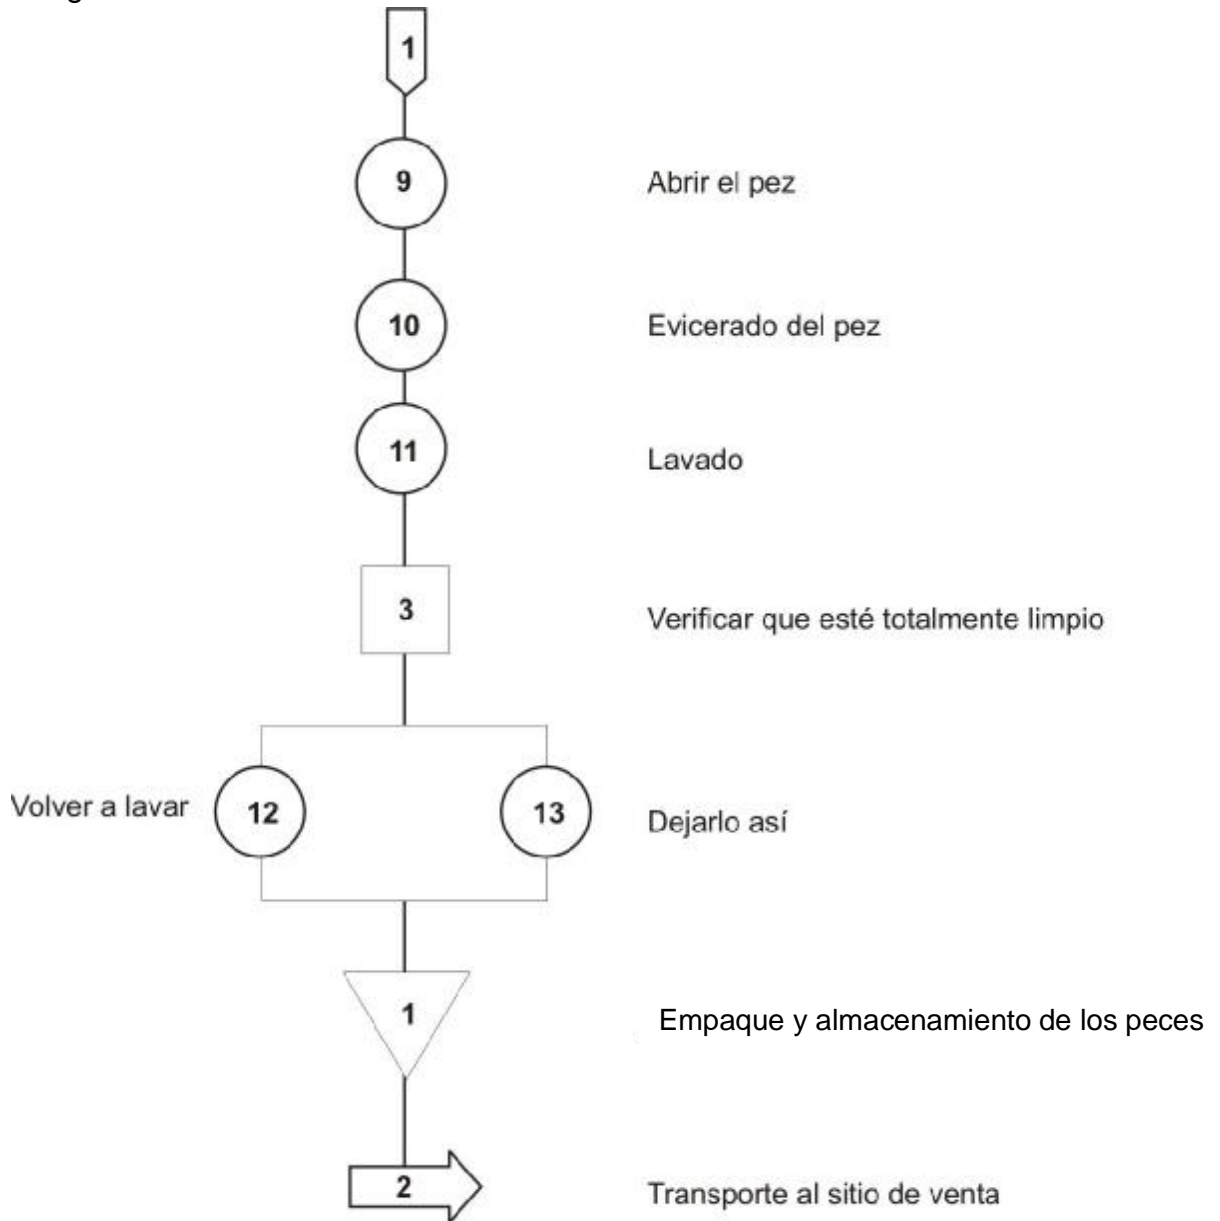 1
9 Abrir el pez
10 Evicerado del pez
11 Lavado
3 Verificar que esté totalmente limpio
Volver a lavar 12 13 Dejarlo así
1 Empaque y almacenamiento de los peces
2 Transporte al sitio de venta